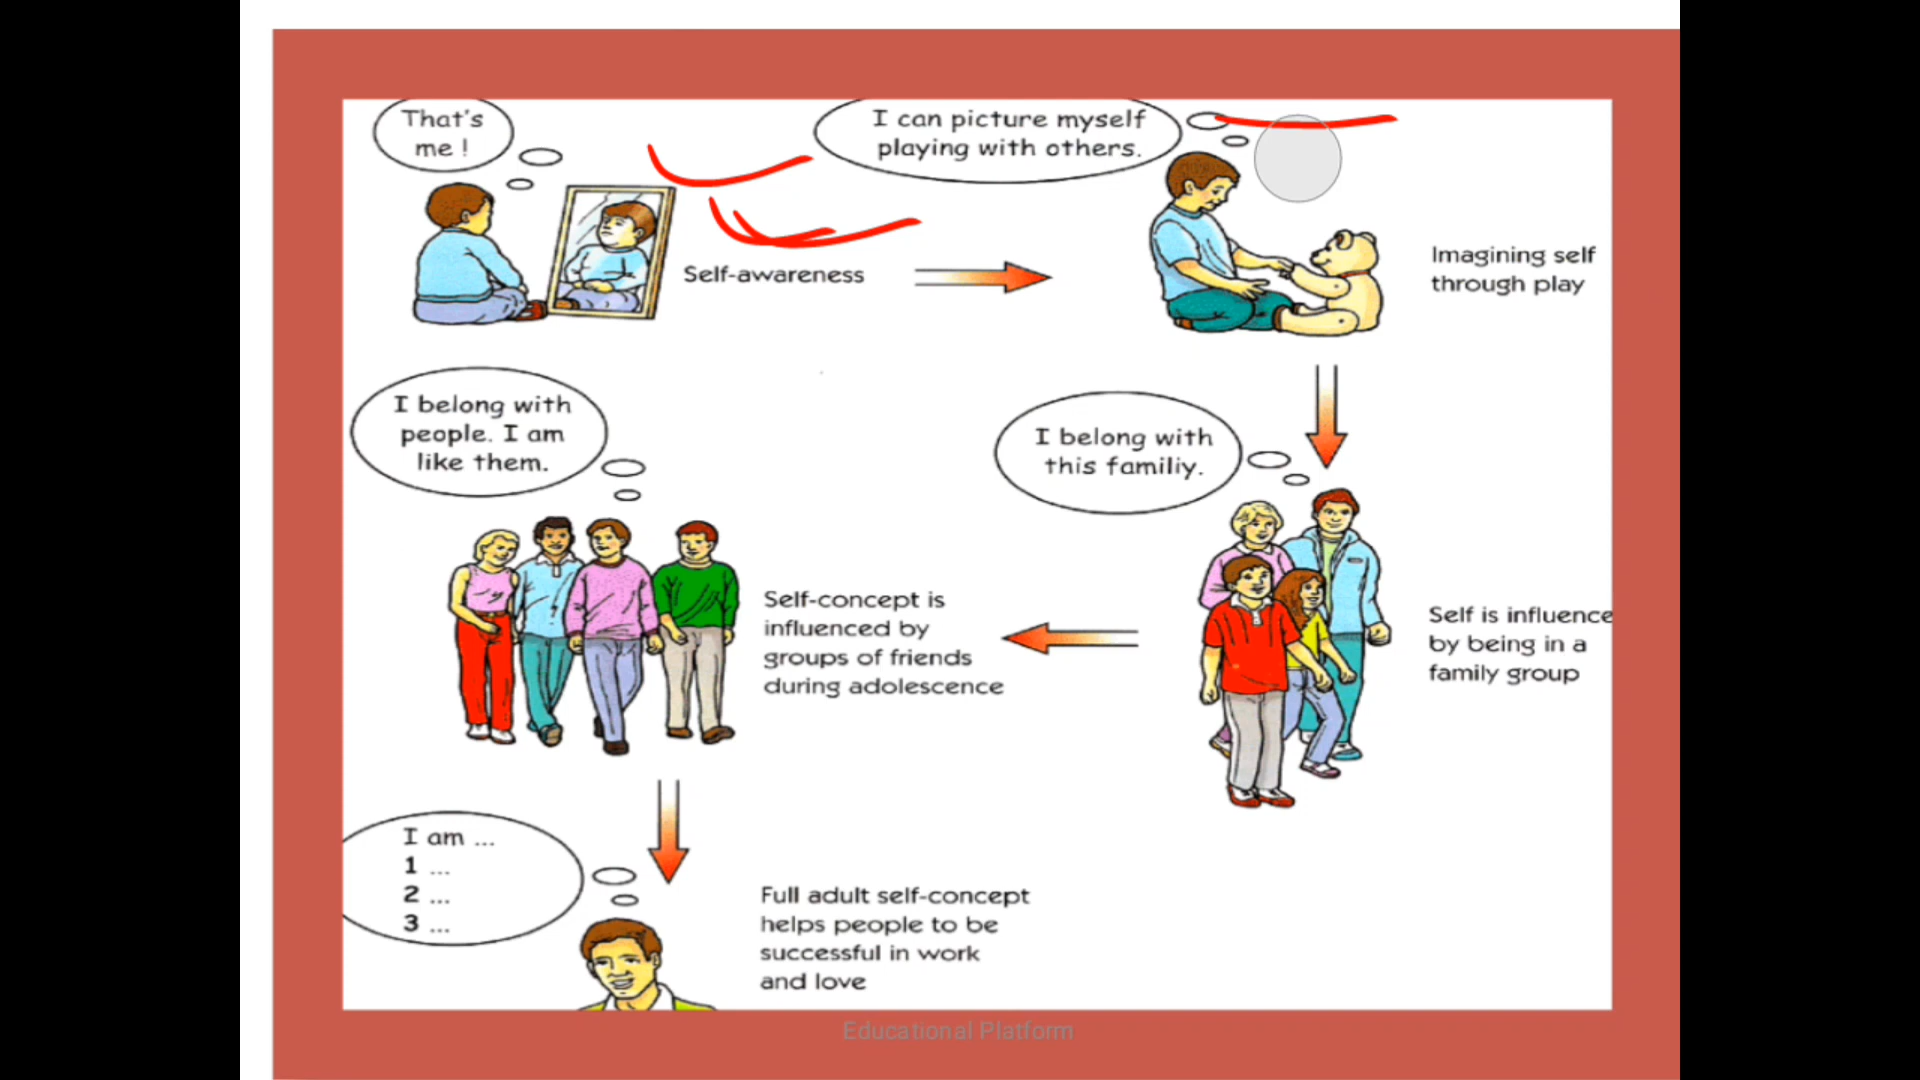 That's
me !
I can picture myself
playing with others.
Self-awareness
Imagining self
through play
I belong with
this familiy.
Self is influence
by being in a
family group
I belong with
people. I am
like them.
Self-concept is
influenced by
groups of friends
during adolescence
I am ...
1 ...
2 ...
3 ...
Full adult self-concept
helps people to be
successful in work
and love
Educational Platform